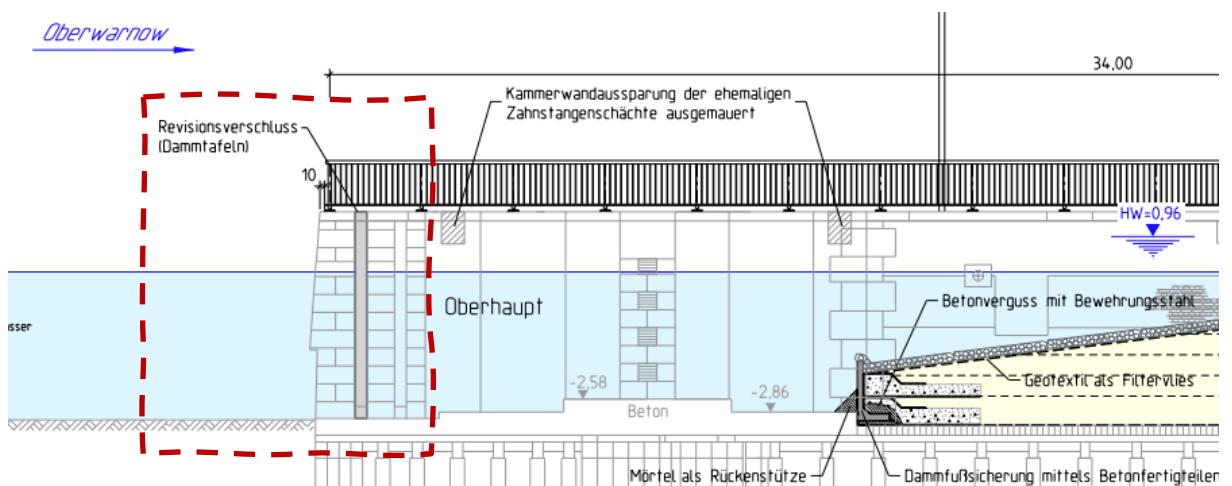 Oberwarnow
34,00
Kammerwandaussparung der ehemaligen
Zahnstangenschächte ausgemauert
Revisionsverschluss
(Dammtafeln)
10
HW=0,96
Oberhaupt
Betonverguss mit Bewehrungsstahl
sser
Geotextil als Filtervlies
-2,58
-2,86
Beton
Mörtel als Rückenstütze
Dammfußsicherung mittels Betonfertigteilen